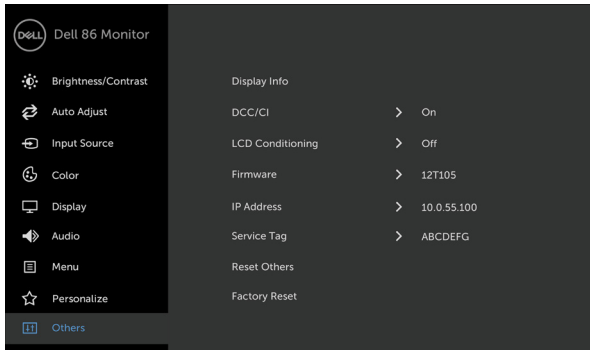 DELL Dell 86 Monitor
Brightness/Contrast
Auto Adjust
Input Source
Color
Display
Audio
Menu
Personalize
Others
Display Info
DCC/CI > On
LCD Conditioning > Off
Firmware > 12T105
IP Address > 10.0.55.100
Service Tag > ABCDEFG
Reset Others
Factory Reset